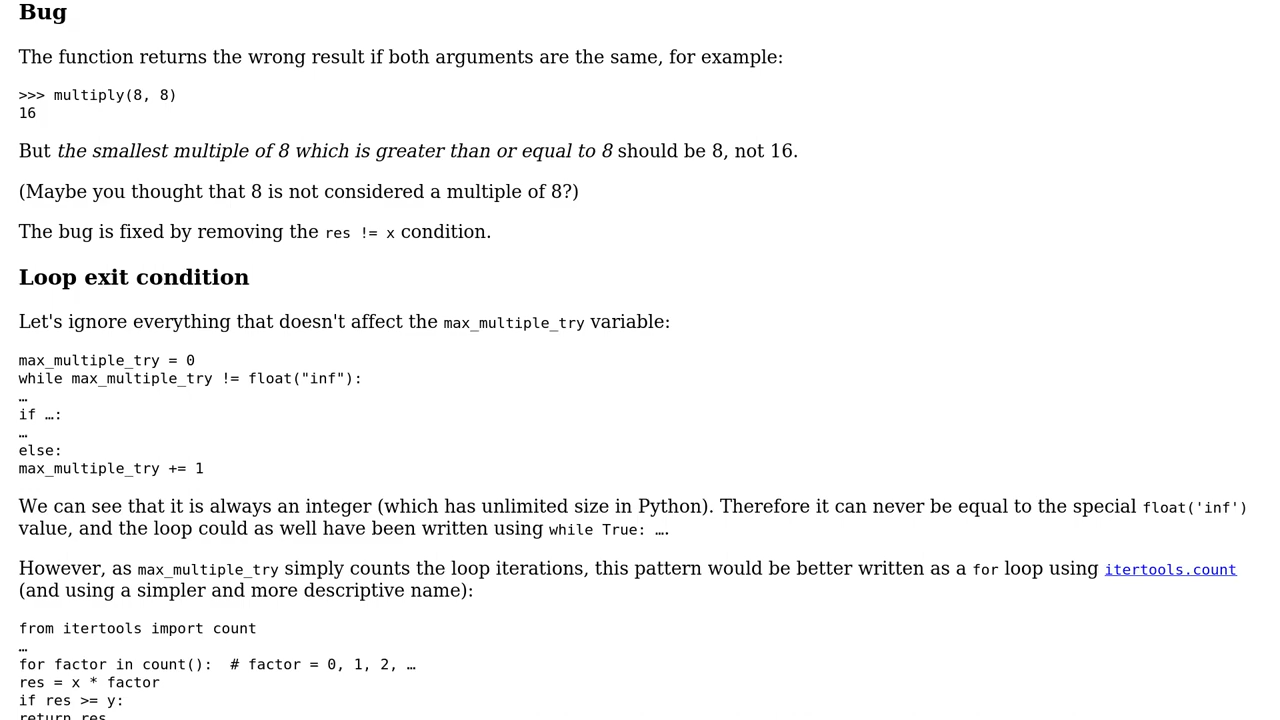 Bug
The function returns the wrong result if both arguments are the same, for example:
>>> multiply(8, 8)
16
But the smallest multiple of 8 which is greater than or equal to 8 should be 8, not 16.
(Maybe you thought that 8 is not considered a multiple of 8?)
The bug is fixed by removing the res != x condition.
Loop exit condition
Let's ignore everything that doesn't affect the max_multiple_try variable:
max_multiple_try = 0
while max_multiple_try != float("inf"):
…
if …:
…
else:
max_multiple_try += 1
We can see that it is always an integer (which has unlimited size in Python). Therefore it can never be equal to the special float('inf')
value, and the loop could as well have been written using while True: ….
However, as max_multiple_try simply counts the loop iterations, this pattern would be better written as a for loop using itertools.count
(and using a simpler and more descriptive name):
from itertools import count
…
for factor in count():  # factor = 0, 1, 2, …
res = x * factor
if res >= y:
return res